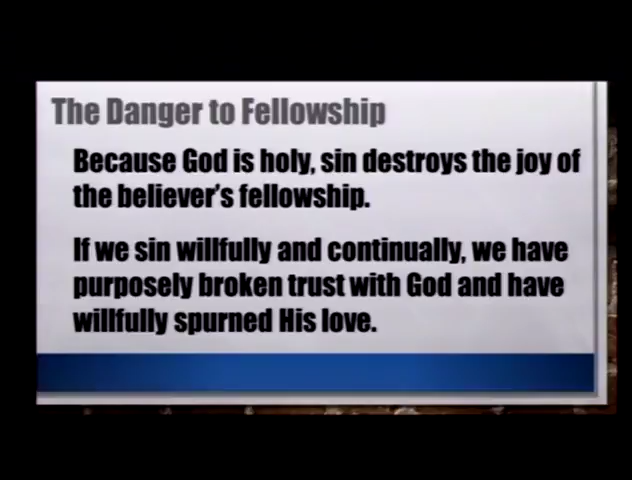 The Danger to Fellowship
Because God is holy, sin destroys the joy of
the believer's fellowship.
If we sin willfully and continually, we have
purposely broken trust with God and have
willfully spurned His love.